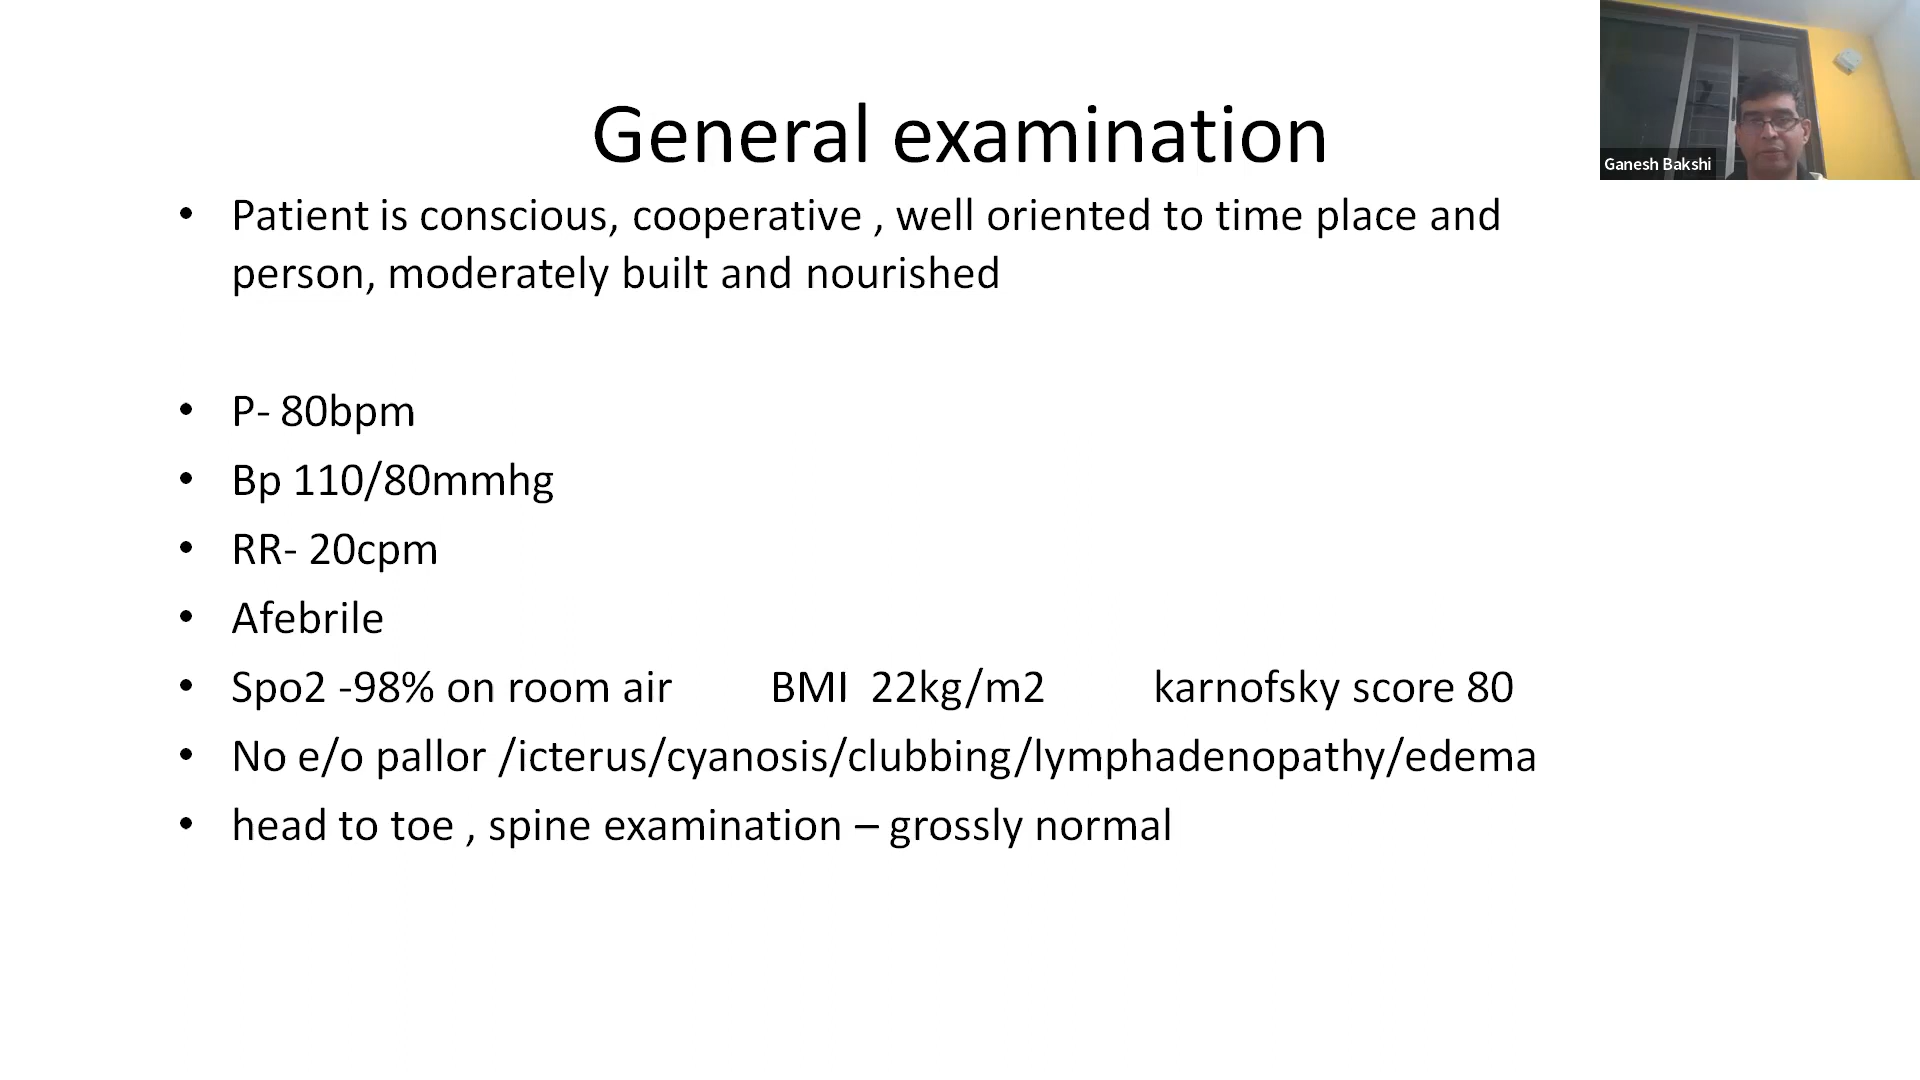 General examination
Ganesh Bakshi
• Patient is conscious, cooperative , well oriented to time place and
person, moderately built and nourished
• P- 80bpm
• Bp 110/80mmhg
• RR- 20cpm
• Afebrile
• Spo2 -98% on room air BMI 22kg/m2 karnofsky score 80
• No e/o pallor /icterus/cyanosis/clubbing/lymphadenopathy/edema
• head to toe , spine examination – grossly normal